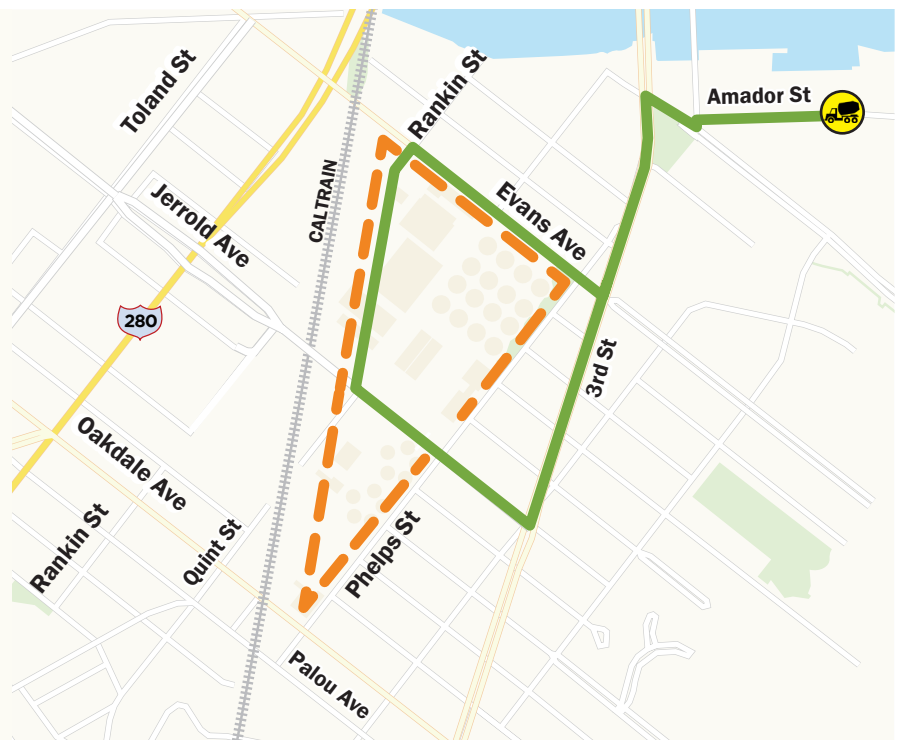 Toland St
Rankin St
Amador St
CALTRAIN
Jerrold Ave
Evans Ave
280
3rd St
Oakdale Ave
Rankin St
Quint St
Phelps St
Palou Ave